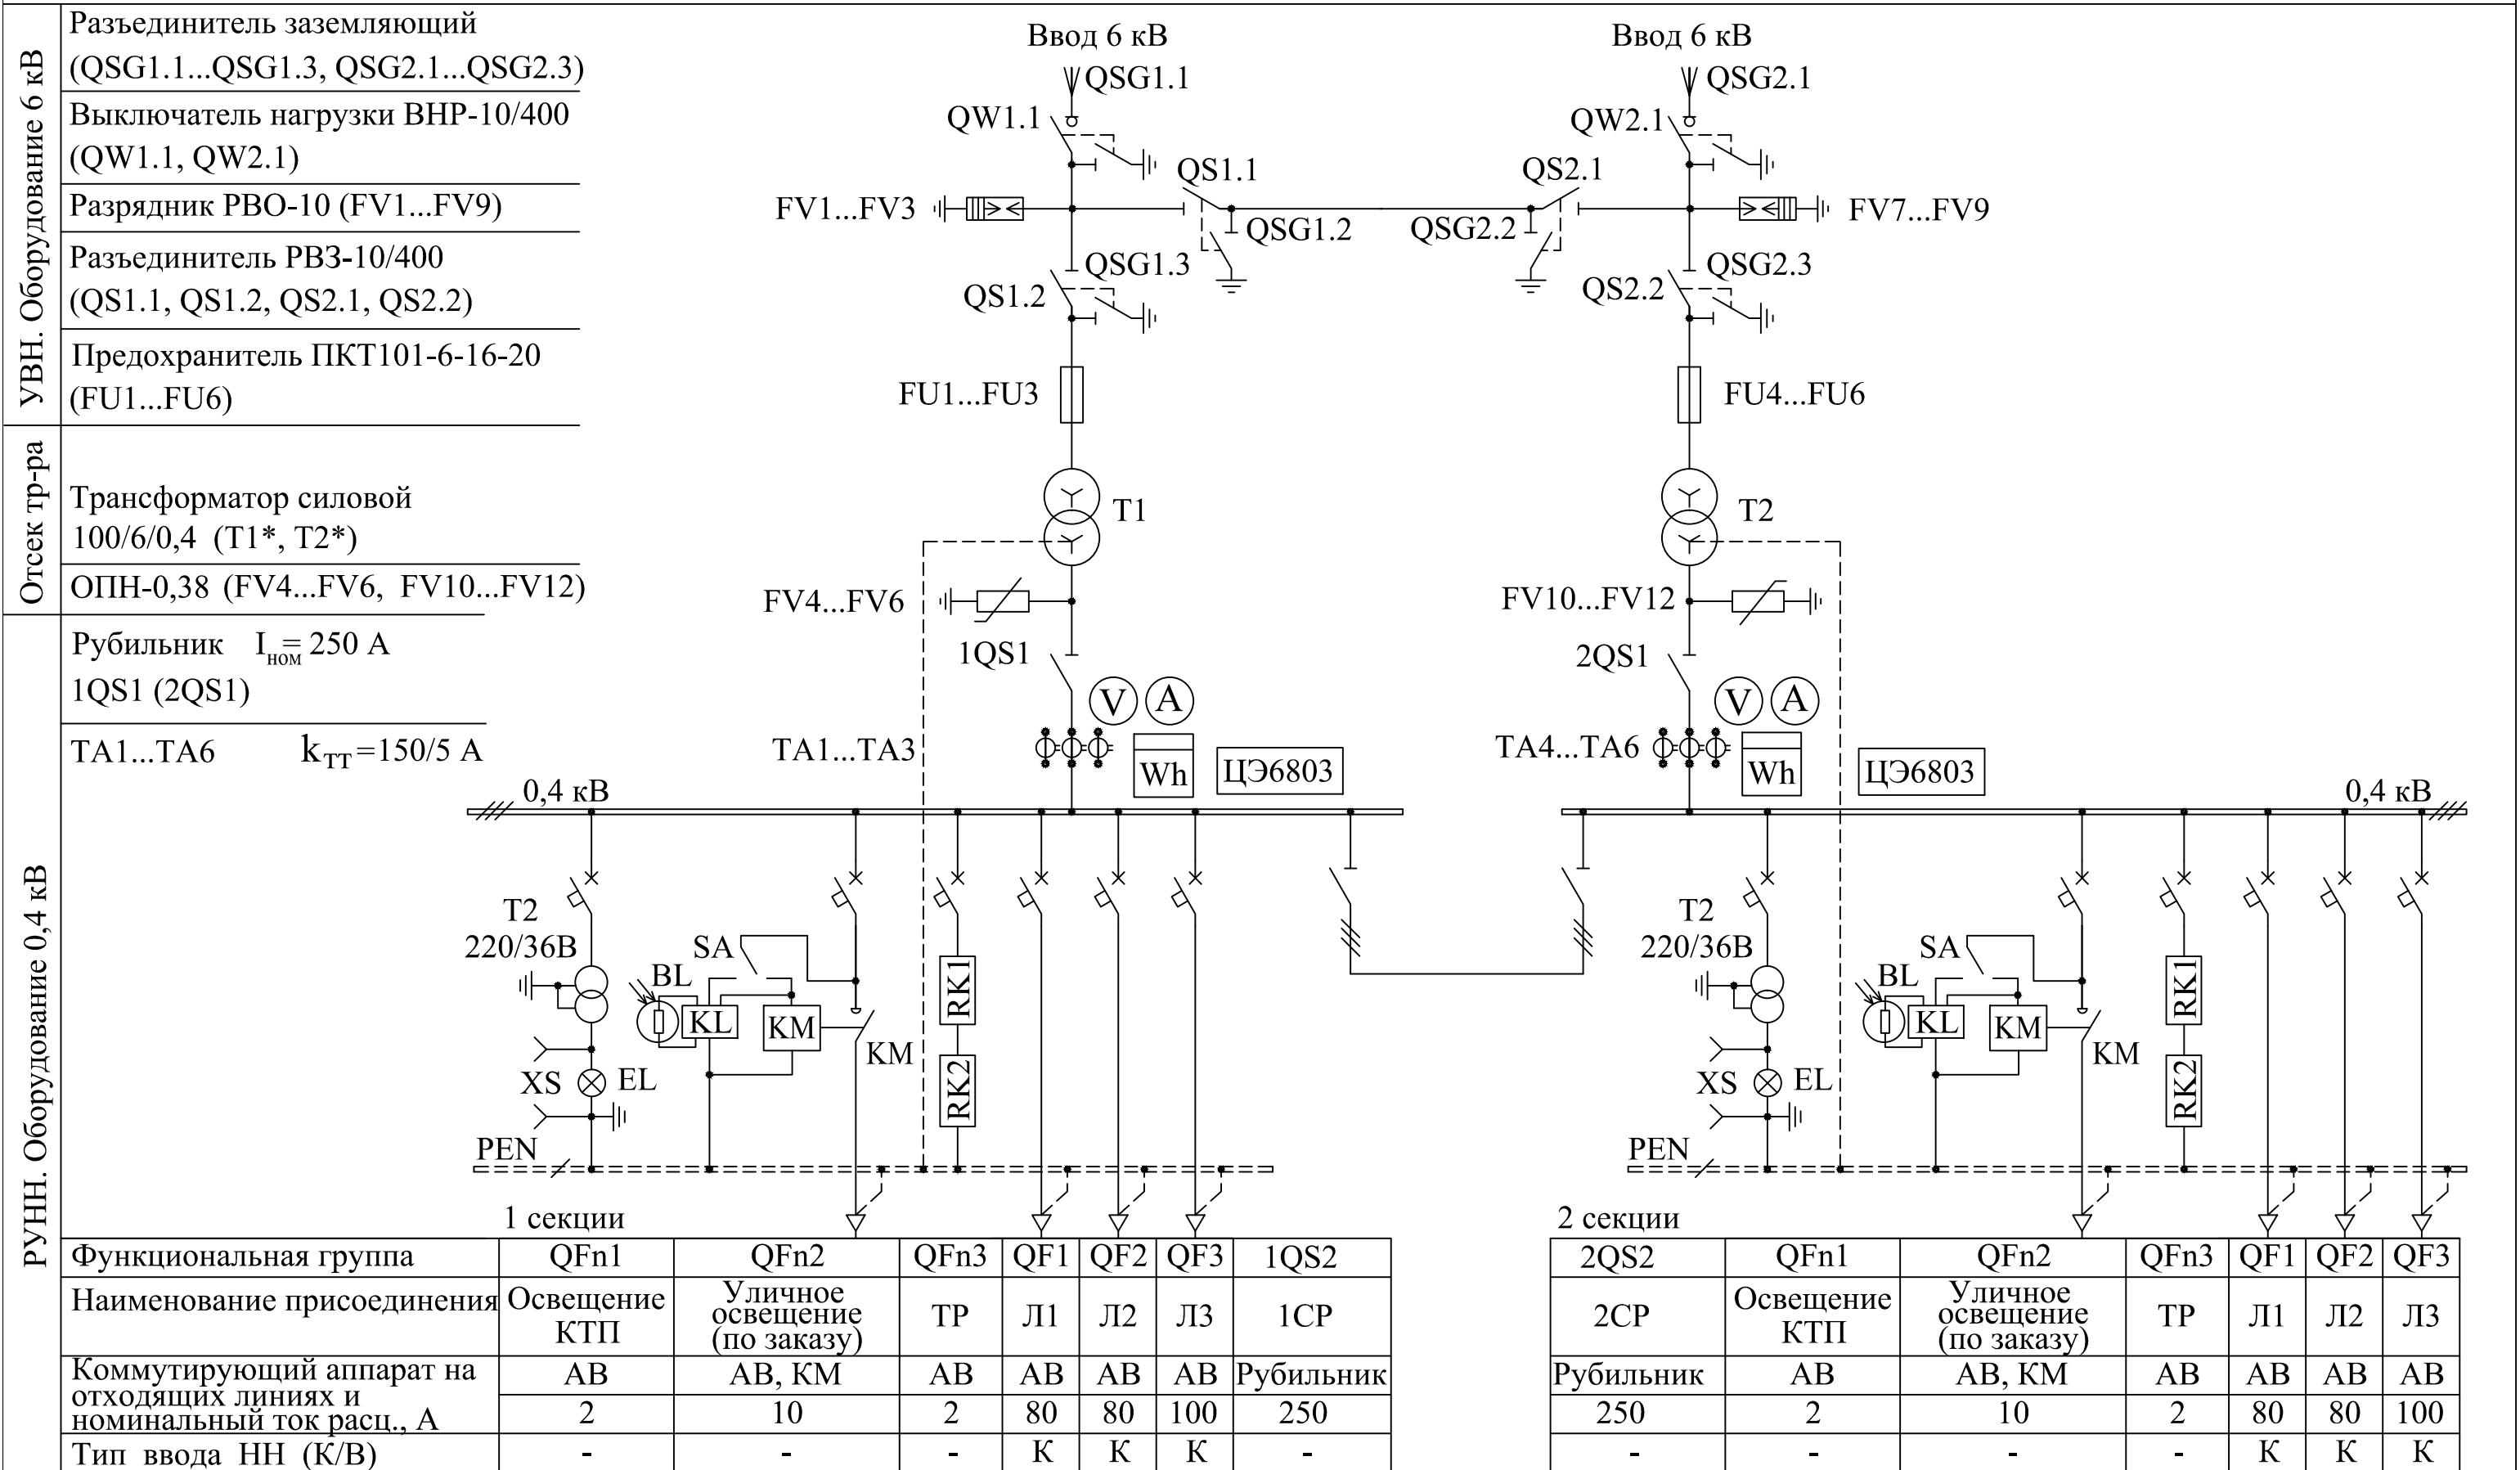 УВН. Оборудование 6 кВ
Разъединитель заземляющий
(QSG1.1...QSG1.3, QSG2.1...QSG2.3)
Выключатель нагрузки ВНР-10/400
(QW1.1, QW2.1)
Разрядник РВО-10 (FV1...FV9)
Разъединитель РВЗ-10/400
(QS1.1, QS1.2, QS2.1, QS2.2)
Предохранитель ПКТ101-6-16-20
(FU1...FU6)
Отсек тр-ра
Трансформатор силовой
100/6/0,4 (Т1*, Т2*)
ОПН-0,38 (FV4...FV6, FV10...FV12)
РУНН. Оборудование 0,4 кВ
Рубильник Iном = 250 А
1QS1 (2QS1)
ТА1...ТА6 kТТ=150/5 А
Ввод 6 кВ
QSG1.1
QW1.1
QS1.1
FV1...FV3
QSG1.2
QSG1.3
QS1.2
FU1...FU3
Т1
FV4...FV6
1QS1
V A
ТА1...ТА3
Wh
ЦЭ6803
0,4 кВ
Ввод 6 кВ
QSG2.1
QW2.1
QS2.1
FV7...FV9
QSG2.2
QSG2.3
QS2.2
FU4...FU6
Т2
FV10...FV12
2QS1
V A
ТА4...ТА6
Wh
ЦЭ6803
0,4 кВ
Т2
220/36В
SA
BL
KL
KM
KM
RK1
RK2
XS
EL
PEN
1 секции
Т2
220/36В
SA
BL
KL
KM
KM
RK1
RK2
XS
EL
PEN
2 секции
Функциональная группа QFn1 QFn2 QFn3 QF1 QF2 QF3 1QS2 2QS2 QFn1 QFn2 QFn3 QF1 QF2 QF3
Наименование присоединения
Освещение
КТП
Уличное
освещение
(по заказу)
ТР Л1 Л2 Л3 1СР 2СР
Освещение
КТП
Уличное
освещение
(по заказу)
ТР Л1 Л2 Л3
Коммутирующий аппарат на
отходящих линиях и
номинальный ток расц., А
АВ АВ, КМ АВ АВ АВ АВ Рубильник Рубильник АВ АВ, КМ АВ АВ АВ АВ
2 10 2 80 80 100 250 250 2 10 2 80 80 100
Тип ввода НН (К/В) - - - К К К - - - - - К К К